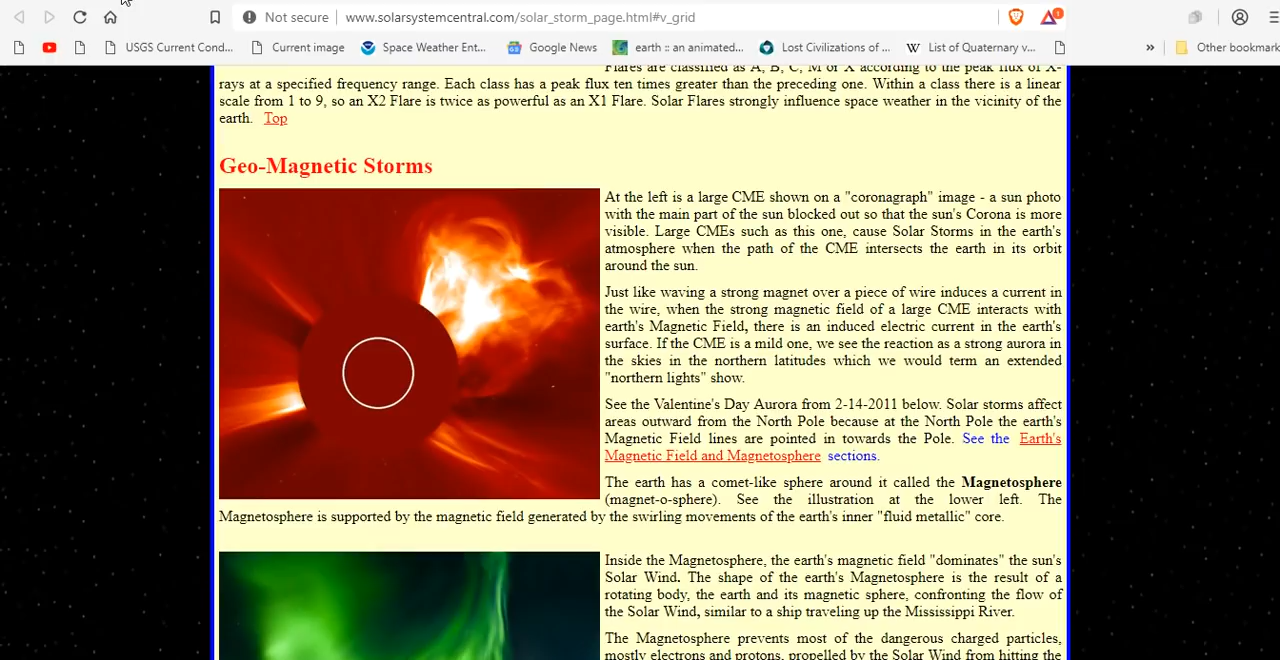 Not secure
www.solarsystemcentral.com/solar_storm_page.html#v_grid
1
USGS Current Cond...
Current image
Space Weather Ent...
Google News
earth :: an animated...
Lost Civilizations of ...
List of Quaternary v...
»
Other bookmark
Flares are classified as A, B, C, M or X according to the peak flux of X-
rays at a specified frequency range. Each class has a peak flux ten times greater than the preceding one. Within a class there is a linear
scale from 1 to 9, so an X2 Flare is twice as powerful as an X1 Flare. Solar Flares strongly influence space weather in the vicinity of the
earth. Top
Geo-Magnetic Storms
At the left is a large CME shown on a "coronagraph" image - a sun photo
with the main part of the sun blocked out so that the sun's Corona is more
visible. Large CMEs such as this one, cause Solar Storms in the earth's
atmosphere when the path of the CME intersects the earth in its orbit
around the sun.
Just like waving a strong magnet over a piece of wire induces a current in
the wire, when the strong magnetic field of a large CME interacts with
earth's Magnetic Field, there is an induced electric current in the earth's
surface. If the CME is a mild one, we see the reaction as a strong aurora in
the skies in the northern latitudes which we would term an extended
"northern lights" show.
See the Valentine's Day Aurora from 2-14-2011 below. Solar storms affect
areas outward from the North Pole because at the North Pole the earth's
Magnetic Field lines are pointed in towards the Pole. See the Earth's
Magnetic Field and Magnetosphere sections.
The earth has a comet-like sphere around it called the Magnetosphere
(magnet-o-sphere). See the illustration at the lower left. The
Magnetosphere is supported by the magnetic field generated by the swirling movements of the earth's inner "fluid metallic" core.
Inside the Magnetosphere, the earth's magnetic field "dominates" the sun's
Solar Wind. The shape of the earth's Magnetosphere is the result of a
rotating body, the earth and its magnetic sphere, confronting the flow of
the Solar Wind, similar to a ship traveling up the Mississippi River.
The Magnetosphere prevents most of the dangerous charged particles,
mostly electrons and protons, propelled by the Solar Wind from hitting the